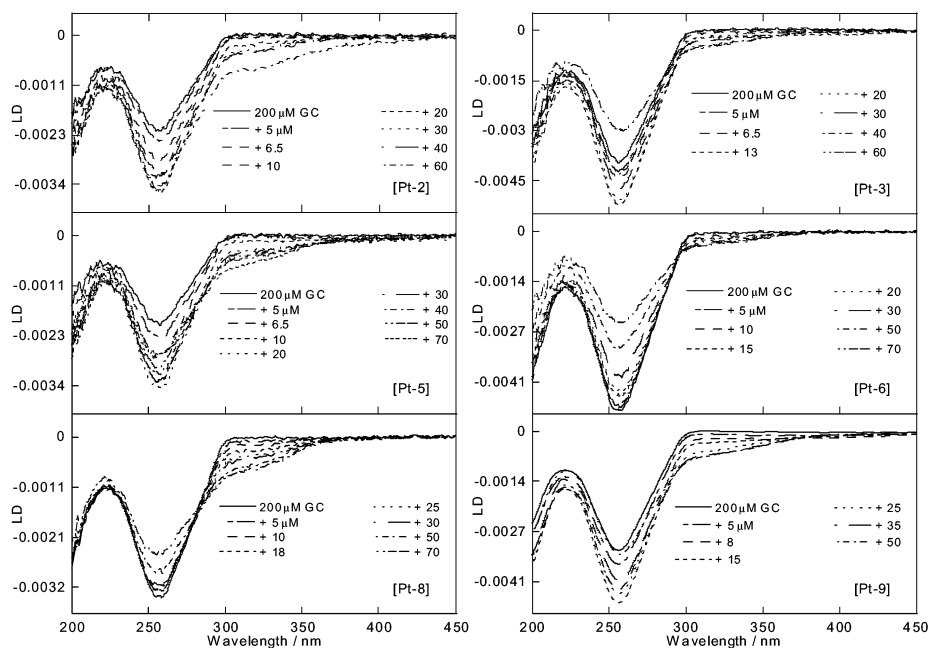 0
-0.0011
-0.0023
-0.0034
LD
200 µM GC
+ 5 µM
+ 6.5
+ 10
+ 20
+ 30
+ 40
+ 60
[Pt-2]
0
-0.0015
-0.003
-0.0045
LD
200 µM GC
5 µM
+ 6.5
+ 13
+ 20
+ 30
+ 40
+ 60
[Pt-3]
0
-0.0011
-0.0023
-0.0034
LD
200 µM GC
+ 5 µM
+ 6.5
+ 10
+ 20
+ 30
+ 40
+ 50
+ 70
[Pt-5]
0
-0.0014
-0.0027
-0.0041
LD
200 µM GC
+ 5 µM
+ 10
+ 15
+ 20
+ 30
+ 50
+ 70
[Pt-6]
0
-0.0011
-0.0021
-0.0032
LD
200 µM GC
+ 5 µM
+ 10
+ 18
+ 25
+ 30
+ 50
+ 70
[Pt-8]
200 250 300 350 400 450
Wavelength / nm
0
-0.0014
-0.0027
-0.0041
LD
200 µM GC
+ 5 µM
+ 8
+ 15
+ 25
+ 35
+ 50
[Pt-9]
200 250 300 350 400 450
Wavelength / nm